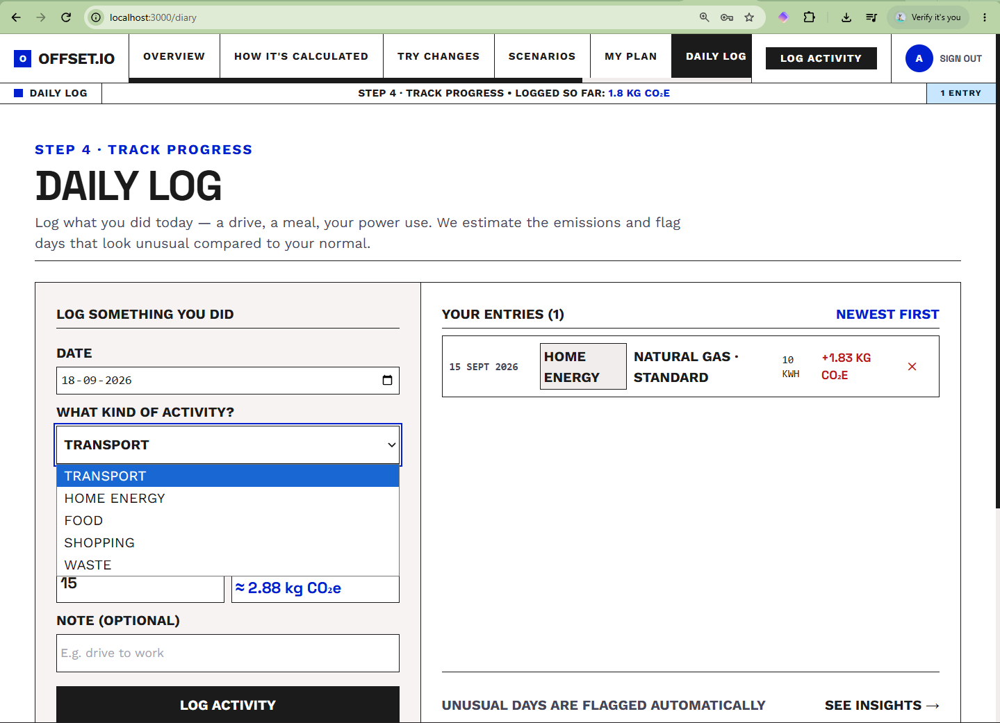 localhost:3000/diary
Verify it's you
O OFFSET.IO
OVERVIEW
HOW IT'S CALCULATED
TRY CHANGES
SCENARIOS
MY PLAN
DAILY LOG
LOG ACTIVITY
A SIGN OUT
DAILY LOG
STEP 4 · TRACK PROGRESS • LOGGED SO FAR: 1.8 KG CO₂E
1 ENTRY
STEP 4 · TRACK PROGRESS
DAILY LOG
Log what you did today — a drive, a meal, your power use. We estimate the emissions and flag
days that look unusual compared to your normal.
LOG SOMETHING YOU DID
DATE
18-09-2026
WHAT KIND OF ACTIVITY?
TRANSPORT
TRANSPORT
HOME ENERGY
FOOD
SHOPPING
WASTE
15
≈ 2.88 kg CO₂e
NOTE (OPTIONAL)
E.g. drive to work
LOG ACTIVITY
YOUR ENTRIES (1)
NEWEST FIRST
15 SEPT 2026
HOME
ENERGY
NATURAL GAS ·
STANDARD
10
KWH
+1.83 KG
CO₂E
×
UNUSUAL DAYS ARE FLAGGED AUTOMATICALLY
SEE INSIGHTS →